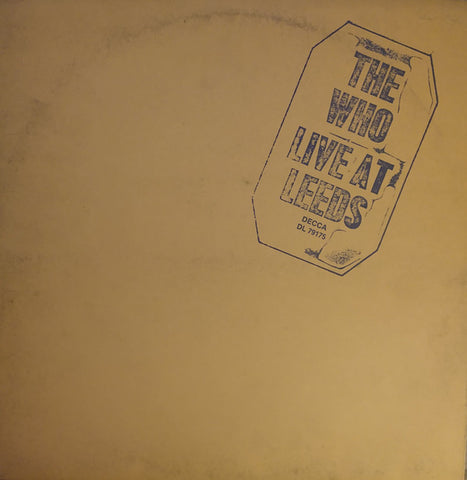 THE
WHO
LIVE AT
LEEDS
DECCA
DL 79175